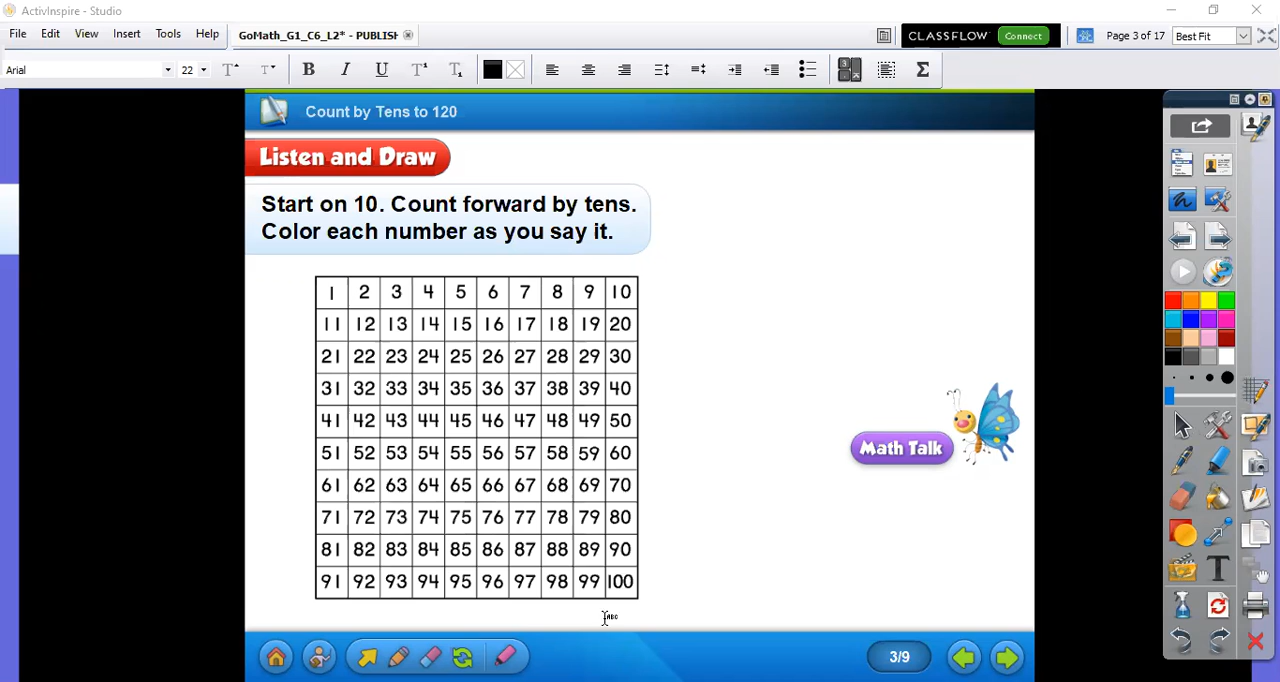 ActivInspire - Studio
File Edit View Insert Tools Help
GoMath_G1_C6_L2* - PUBLISH
CLASSFLOW Connect
Page 3 of 17 Best Fit
Arial 22
B I U
Count by Tens to 120
Listen and Draw
Start on 10. Count forward by tens.
Color each number as you say it.
1 2 3 4 5 6 7 8 9 10
11 12 13 14 15 16 17 18 19 20
21 22 23 24 25 26 27 28 29 30
31 32 33 34 35 36 37 38 39 40
41 42 43 44 45 46 47 48 49 50
51 52 53 54 55 56 57 58 59 60
61 62 63 64 65 66 67 68 69 70
71 72 73 74 75 76 77 78 79 80
81 82 83 84 85 86 87 88 89 90
91 92 93 94 95 96 97 98 99 100
Math Talk
ABC
3/9